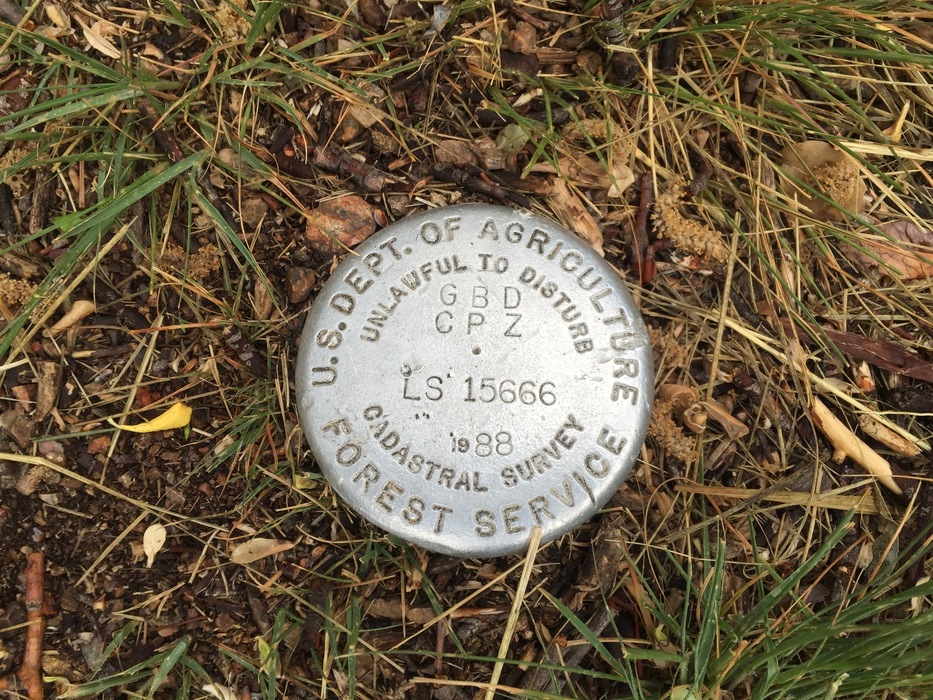 U.S. DEPT. OF AGRICULTURE
UNLAWFUL TO DISTURB
GBD
CPZ
LS 15666
1988
CADASTRAL SURVEY
FOREST SERVICE